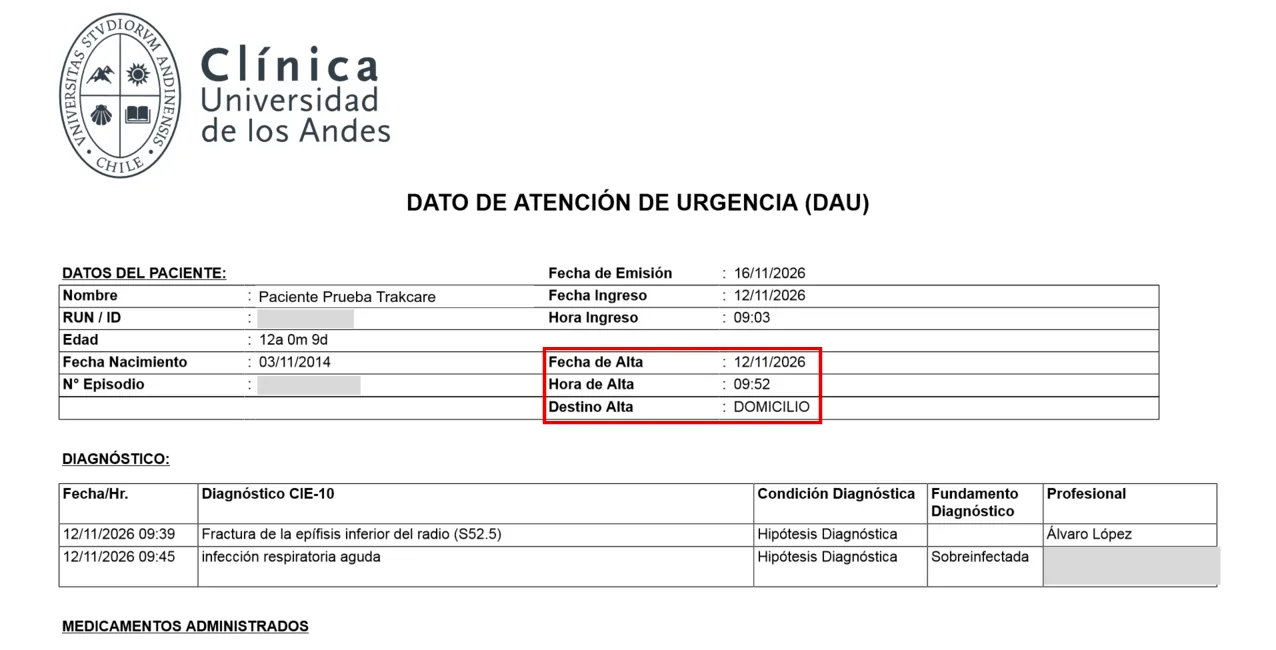 UNIVERSITAS STVDIORVM ANDINENSIS
• CHILE •
Clínica
Universidad
de los Andes
DATO DE ATENCIÓN DE URGENCIA (DAU)
DATOS DEL PACIENTE: Fecha de Emisión : 16/11/2026
Nombre : Paciente Prueba Trakcare Fecha Ingreso : 12/11/2026
RUN / ID : Hora Ingreso : 09:03
Edad : 12a 0m 9d
Fecha Nacimiento : 03/11/2014 Fecha de Alta : 12/11/2026
N° Episodio : Hora de Alta : 09:52
Destino Alta : DOMICILIO
DIAGNÓSTICO:
Fecha/Hr. Diagnóstico CIE-10 Condición Diagnóstica Fundamento Profesional
Diagnóstico
12/11/2026 09:39 Fractura de la epífisis inferior del radio (S52.5) Hipótesis Diagnóstica Álvaro López
12/11/2026 09:45 infección respiratoria aguda Hipótesis Diagnóstica Sobreinfectada
MEDICAMENTOS ADMINISTRADOS